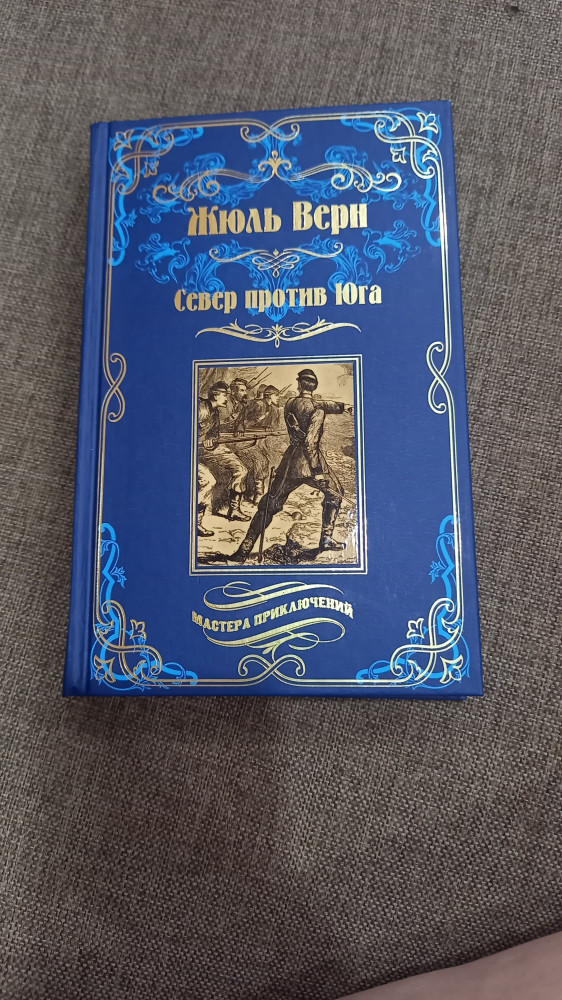 Жюль Верн
Север против Юга
МАСТЕРА ПРИКЛЮЧЕНИЙ